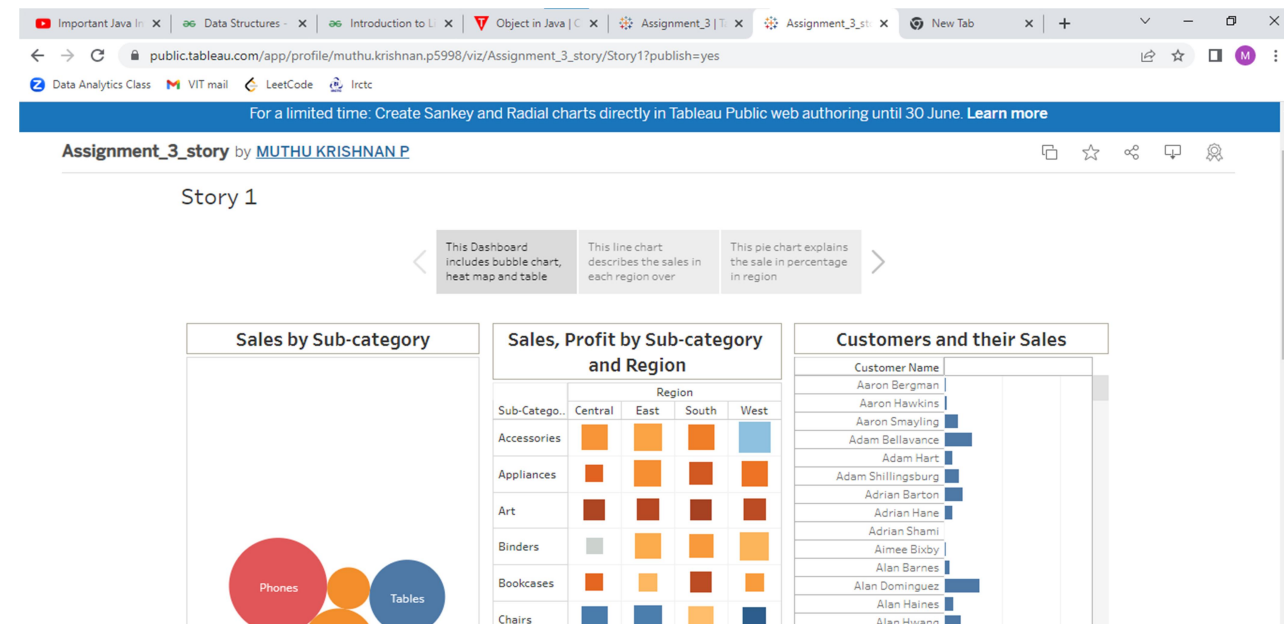 Important Java In
Data Structures -
Introduction to Li
Object in Java | C
Assignment_3 | T
Assignment_3_st
New Tab
public.tableau.com/app/profile/muthu.krishnan.p5998/viz/Assignment_3_story/Story1?publish=yes
M
Data Analytics Class
VIT mail
LeetCode
Irctc
For a limited time: Create Sankey and Radial charts directly in Tableau Public web authoring until 30 June. Learn more
Assignment_3_story by MUTHU KRISHNAN P
Story 1
This Dashboard
includes bubble chart,
heat map and table
This line chart
describes the sales in
each region over
This pie chart explains
the sale in percentage
in region
Sales by Sub-category
Phones
Tables
Sales, Profit by Sub-category
and Region
Region
Sub-Catego.. Central East South West
Accessories
Appliances
Art
Binders
Bookcases
Chairs
Customers and their Sales
Customer Name
Aaron Bergman
Aaron Hawkins
Aaron Smayling
Adam Bellavance
Adam Hart
Adam Shillingsburg
Adrian Barton
Adrian Hane
Adrian Shami
Aimee Bixby
Alan Barnes
Alan Dominguez
Alan Haines
Alan Hwang